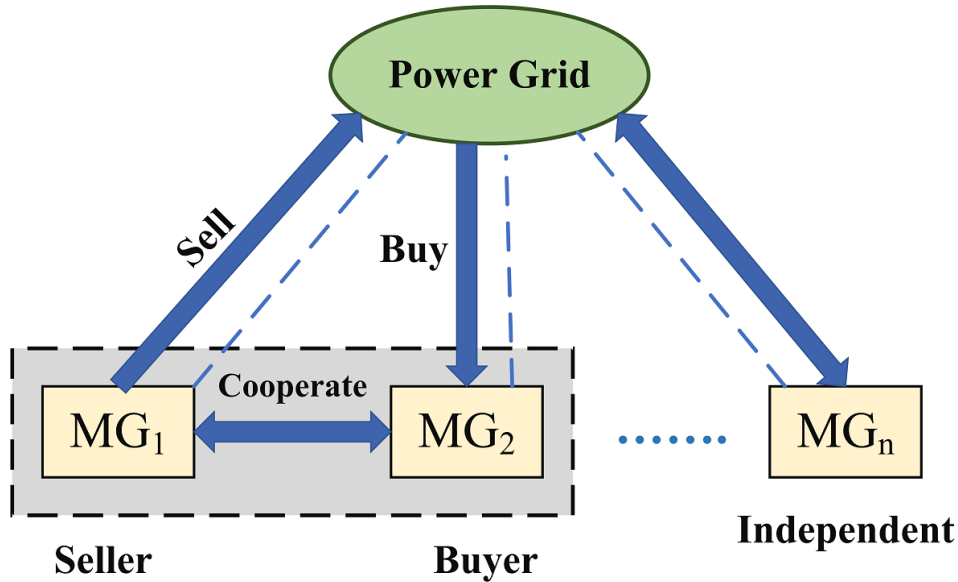 Power Grid
Sell
Buy
Cooperate
MG₁
MG₂
MGₙ
Independent
Seller
Buyer